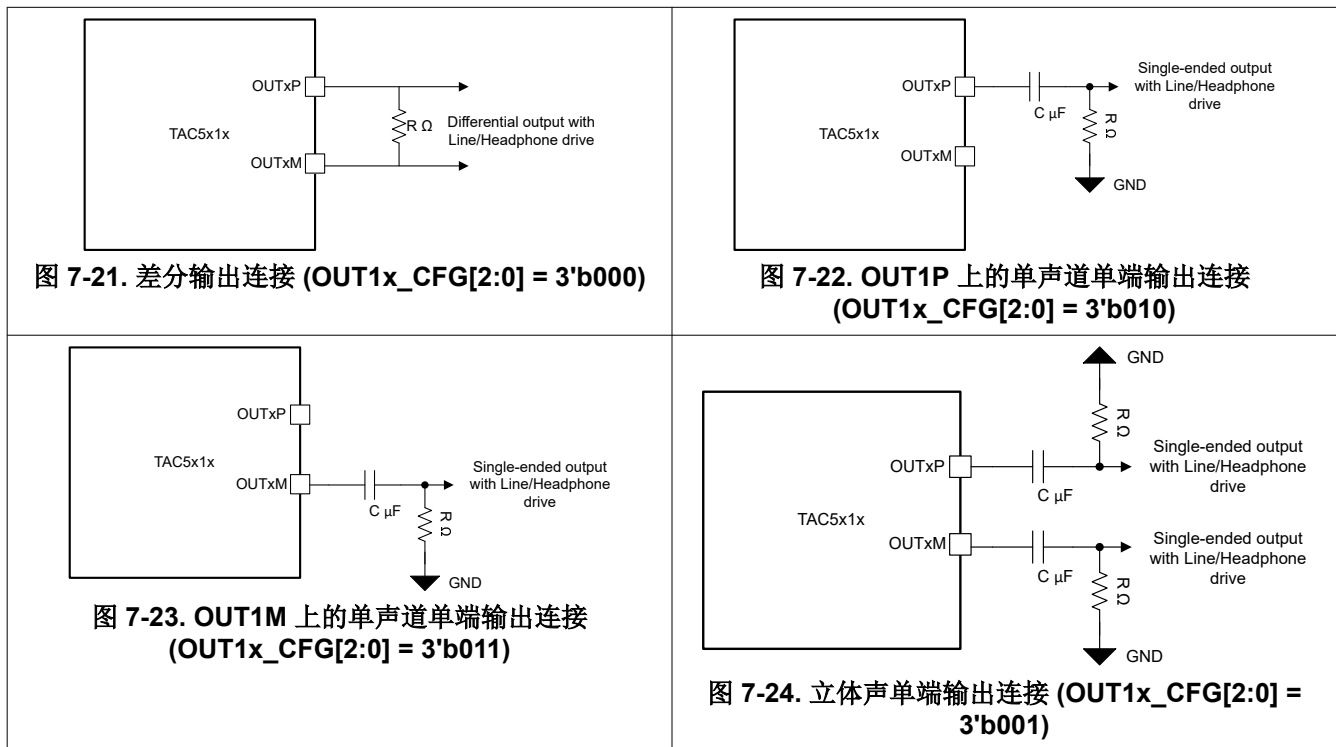 OUTxP
TAC5x1x
OUTxM
R Ω
Differential output with
Line/Headphone drive
图 7-21. 差分输出连接 (OUT1x_CFG[2:0] = 3'b000)
OUTxP
TAC5x1x
OUTxM
C µF
R Ω
Single-ended output
with Line/Headphone
drive
GND
图 7-22. OUT1P 上的单声道单端输出连接
(OUT1x_CFG[2:0] = 3'b010)
OUTxP
TAC5x1x
OUTxM
C µF
R Ω
Single-ended output
with Line/Headphone
drive
GND
图 7-23. OUT1M 上的单声道单端输出连接
(OUT1x_CFG[2:0] = 3'b011)
GND
R Ω
OUTxP
C µF
Single-ended output
with Line/Headphone
drive
TAC5x1x
OUTxM
C µF
R Ω
Single-ended output
with Line/Headphone
drive
GND
图 7-24. 立体声单端输出连接 (OUT1x_CFG[2:0] =
3'b001)